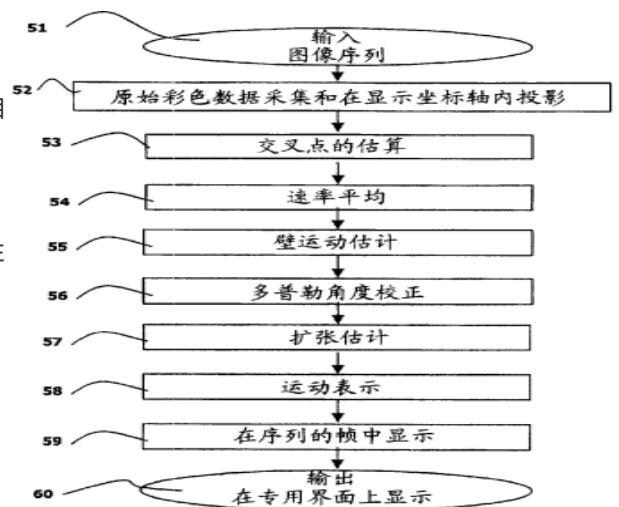 51
输入
图像序列
52
原始彩色数据采集和在显示坐标轴内投影
53
交叉点的估算
54
速率平均
55
壁运动估计
56
多普勒角度校正
57
扩张估计
58
运动表示
59
在序列的帧中显示
60
输出
在专用界面上显示